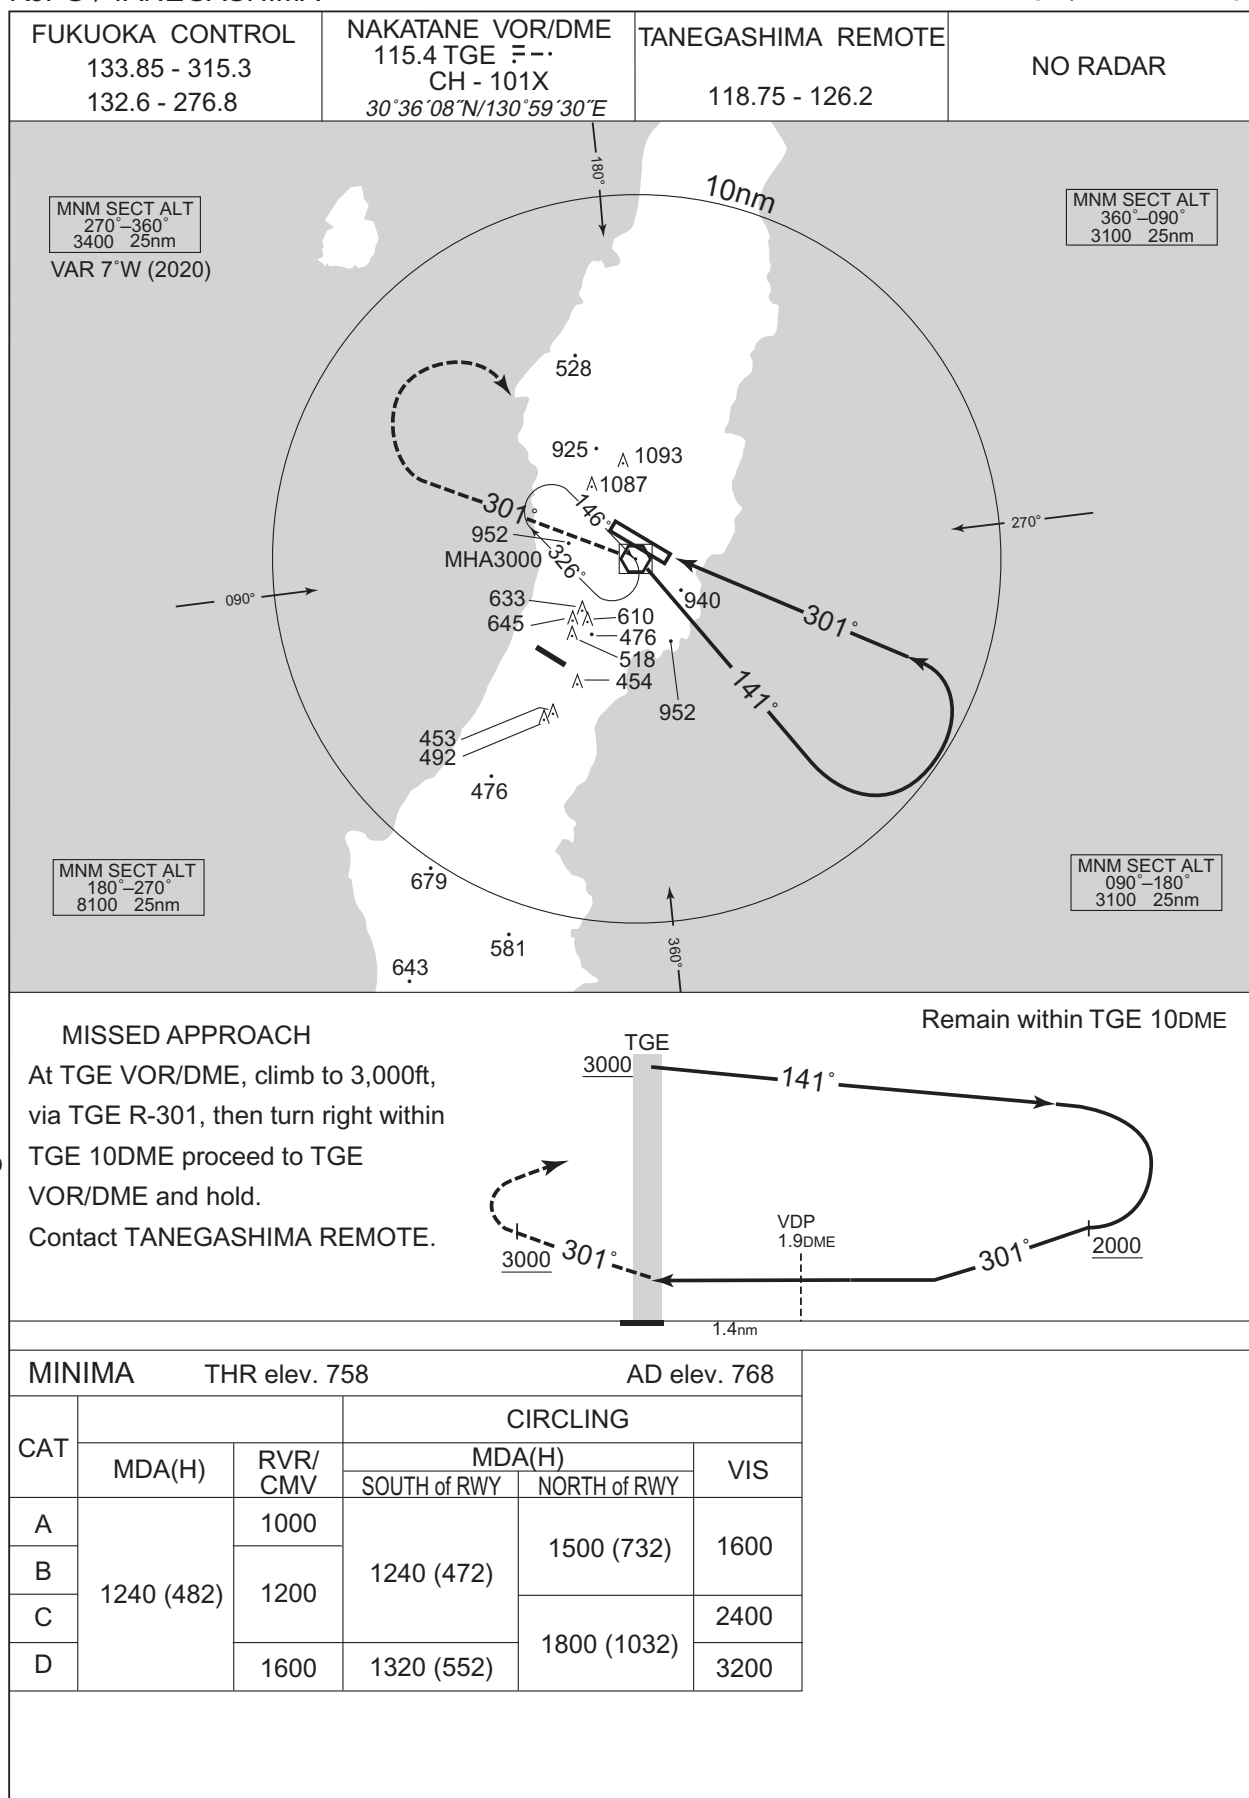 FUKUOKA CONTROL
133.85 - 315.3
132.6 - 276.8
NAKATANE VOR/DME
115.4 TGE
CH - 101X
30°36´08˝N/130°59´30˝E
TANEGASHIMA REMOTE
118.75 - 126.2
NO RADAR
MNM SECT ALT
270°–360°
3400 25nm
VAR 7°W (2020)
180°
10nm
MNM SECT ALT
360°–090°
3100 25nm
528
925
1093
1087
301°
146°
952
MHA3000
326°
270°
090°
633
645
610
476
518
454
940
301°
141°
952
453
492
476
MNM SECT ALT
180°–270°
8100 25nm
679
MNM SECT ALT
090°–180°
3100 25nm
581
643
360°
MISSED APPROACH
At TGE VOR/DME, climb to 3,000ft,
via TGE R-301, then turn right within
TGE 10DME proceed to TGE
VOR/DME and hold.
Contact TANEGASHIMA REMOTE.
Remain within TGE 10DME
TGE
3000
141°
VDP
1.9DME
3000
301°
301°
2000
1.4nm
MINIMA THR elev. 758 AD elev. 768
CAT
CIRCLING
MDA(H)
RVR/
CMV
MDA(H)
SOUTH of RWY
NORTH of RWY
VIS
A
1000
B
1240 (482)
1200
1240 (472)
1500 (732)
1600
C
2400
1800 (1032)
D
1600
1320 (552)
3200